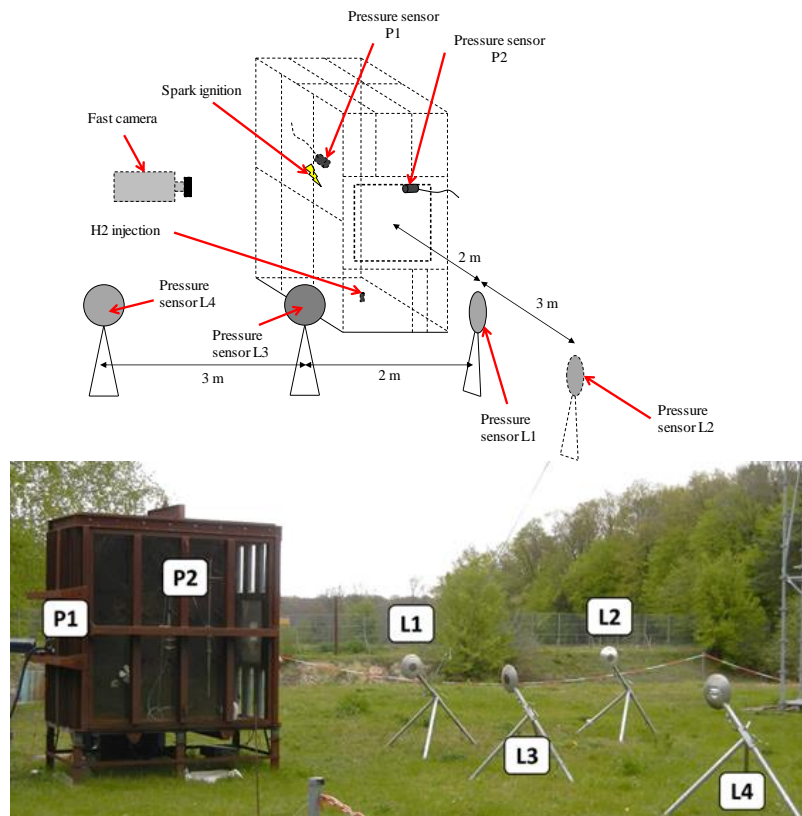 Pressure sensor
P1
Pressure sensor
P2
Spark ignition
Fast camera
H2 injection
2 m
3 m
Pressure
sensor L4
Pressure
sensor L3
3 m
2 m
Pressure
sensor L1
Pressure
sensor L2
P2
P1
L1
L2
L3
L4